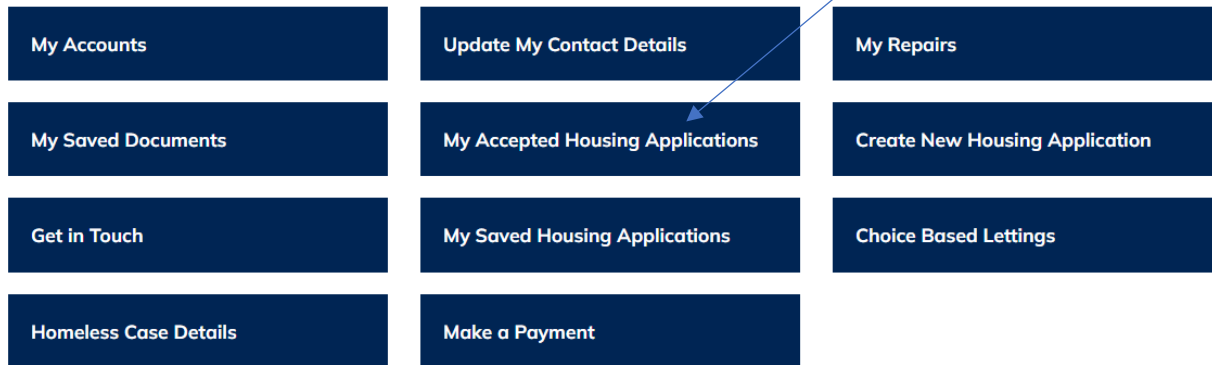 My Accounts
Update My Contact Details
My Repairs
My Saved Documents
My Accepted Housing Applications
Create New Housing Application
Get in Touch
My Saved Housing Applications
Choice Based Lettings
Homeless Case Details
Make a Payment